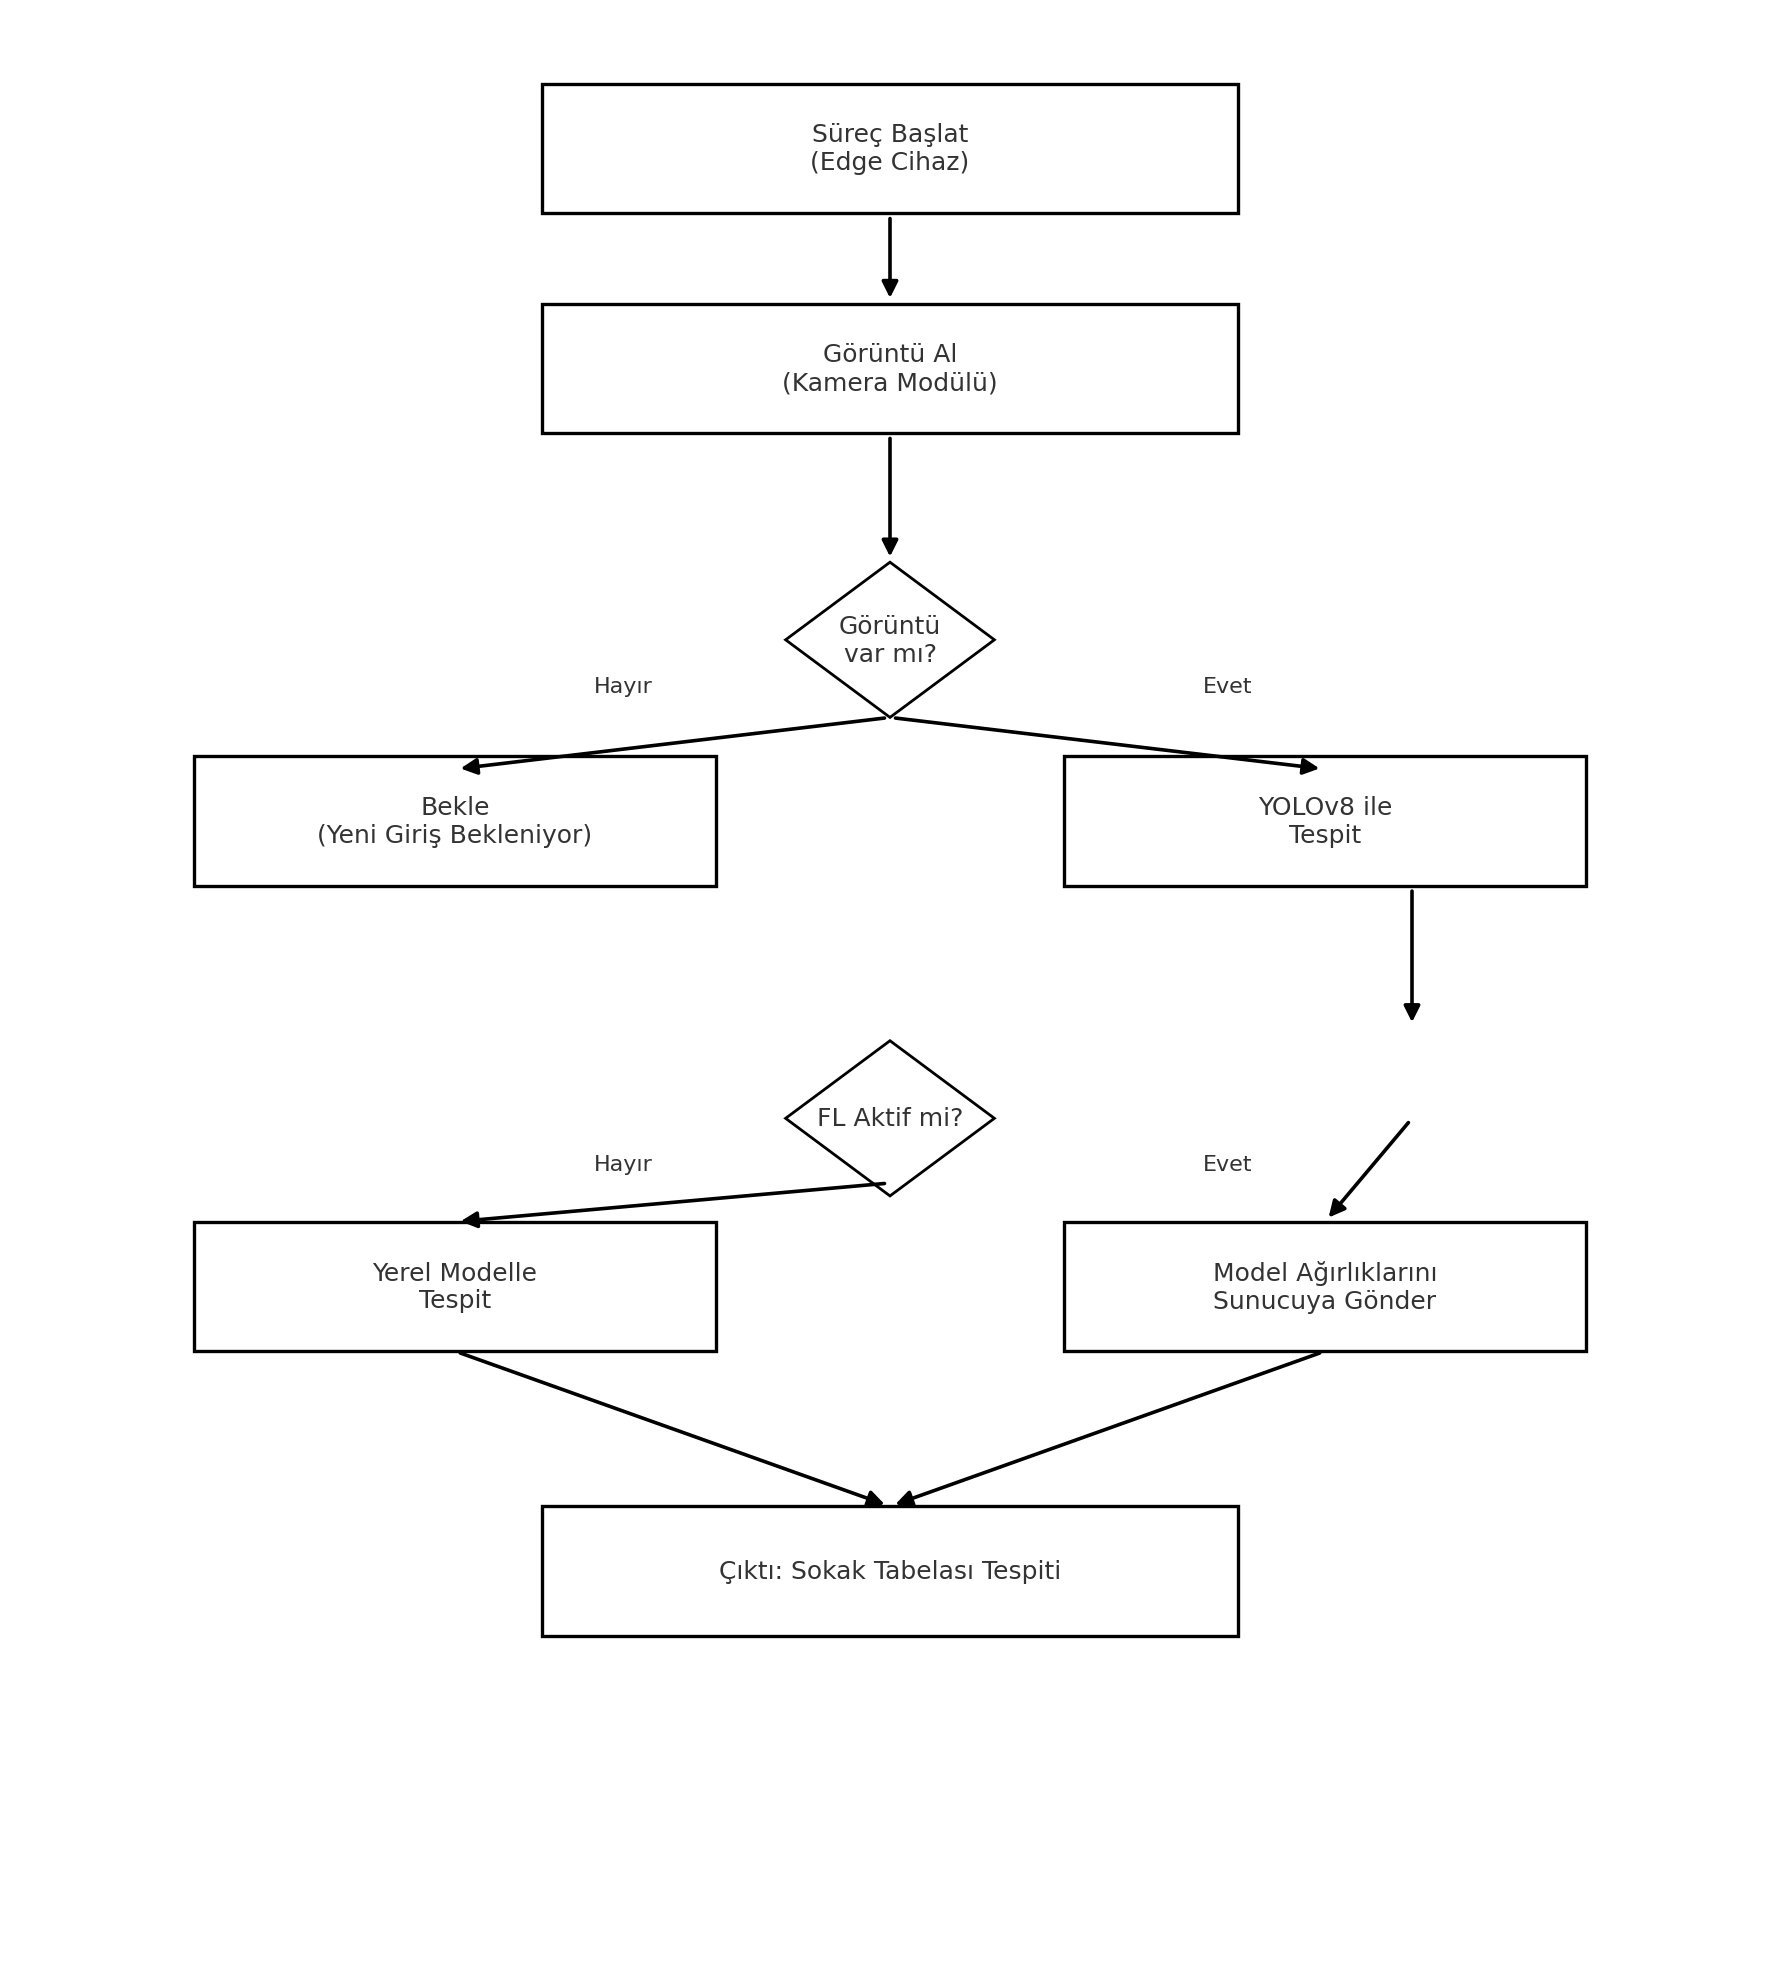 Süreç Başlat
(Edge Cihaz)
Görüntü Al
(Kamera Modülü)
Görüntü
var mı?
Hayır
Evet
Bekle
(Yeni Giriş Bekleniyor)
YOLOv8 ile
Tespit
FL Aktif mi?
Hayır
Evet
Yerel Modelle
Tespit
Model Ağırlıklarını
Sunucuya Gönder
Çıktı: Sokak Tabelası Tespiti